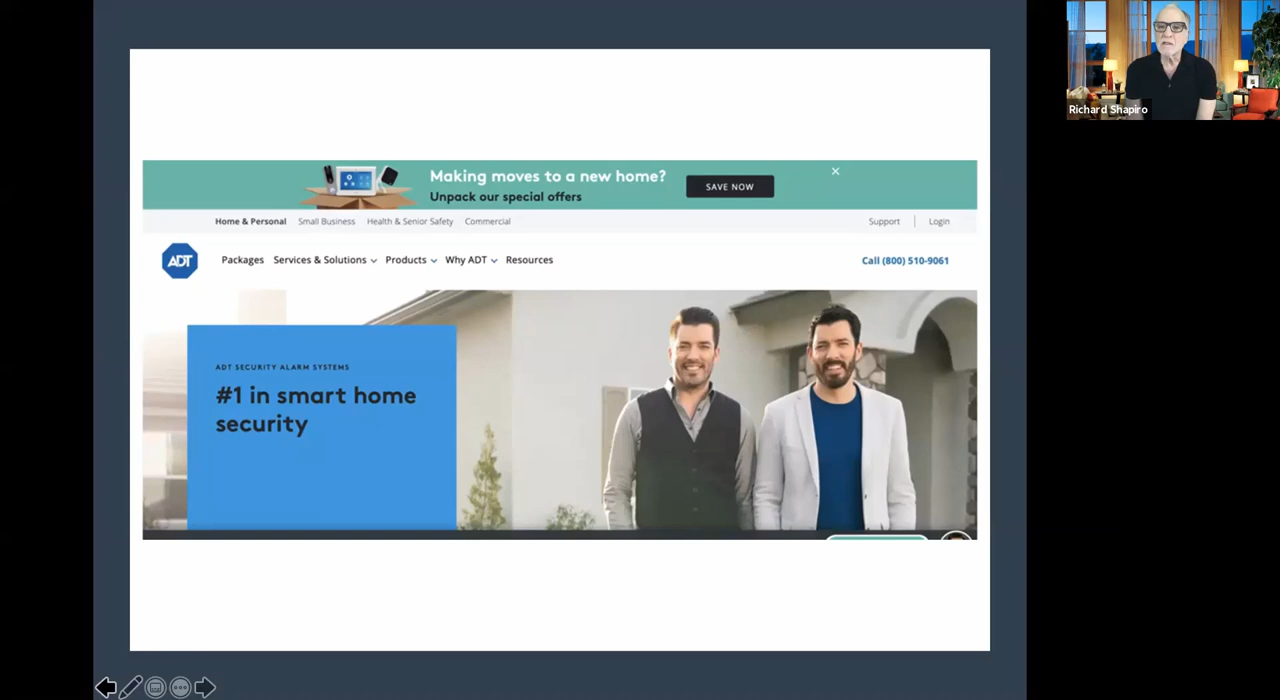 Richard Shapiro
Making moves to a new home?
Unpack our special offers
SAVE NOW
Home & Personal Small Business Health & Senior Safety Commercial Support Login
ADT
Packages Services & Solutions Products Why ADT Resources Call (800) 510-9061
ADT SECURITY ALARM SYSTEMS
#1 in smart home
security